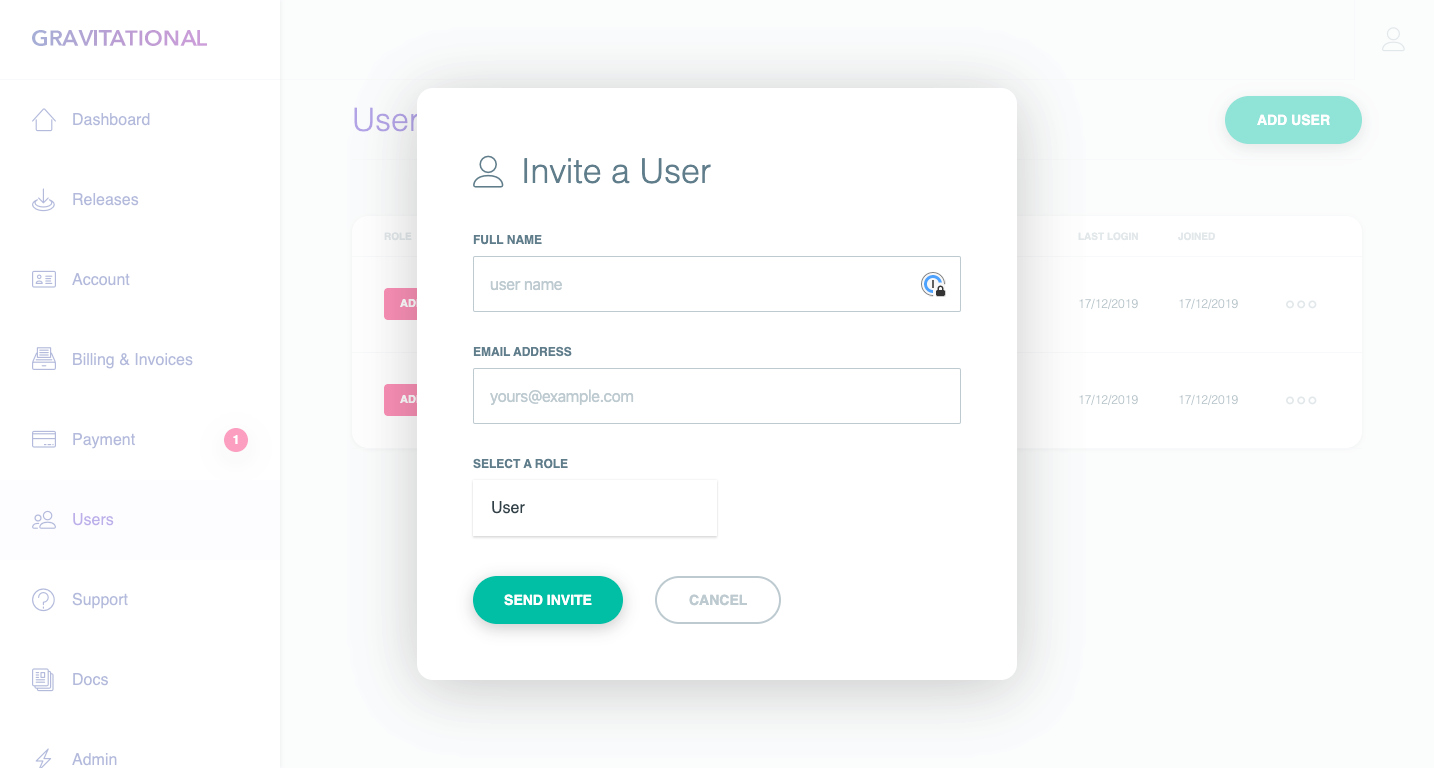 GRAVITATIONAL
Dashboard
Releases
Account
Billing & Invoices
Payment 1
Users
Support
Docs
Admin
User
ADD USER
ROLE LAST LOGIN JOINED
17/12/2019 17/12/2019
17/12/2019 17/12/2019
Invite a User
FULL NAME
user name
EMAIL ADDRESS
yours@example.com
SELECT A ROLE
User
SEND INVITE CANCEL